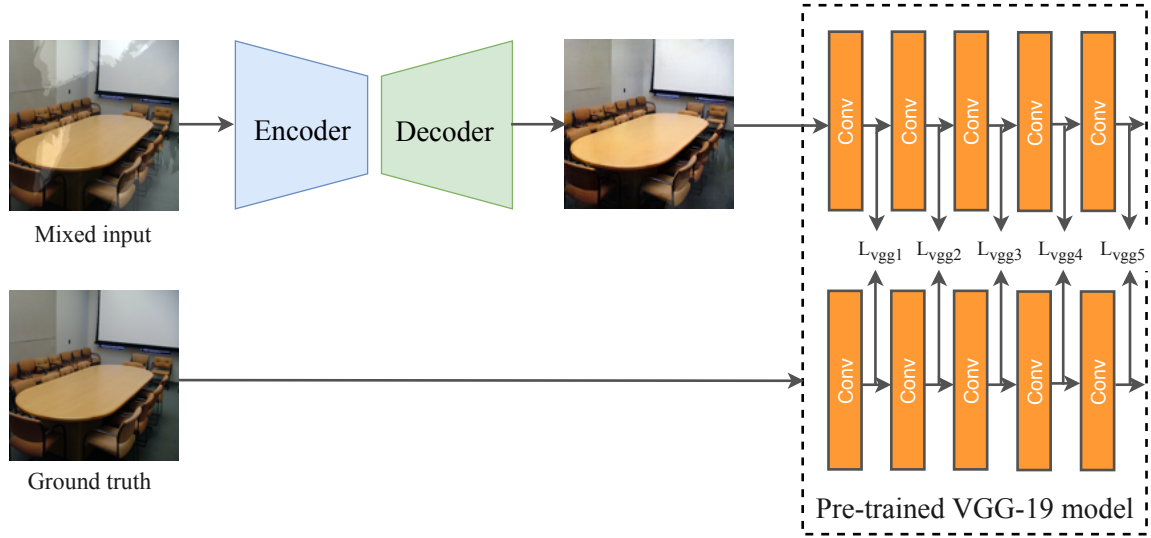 Conv Conv Conv Conv Conv
Encoder Decoder
Mixed input
Lvgg1 Lvgg2 Lvgg3 Lvgg4 Lvgg5
Conv Conv Conv Conv Conv
Ground truth
Pre-trained VGG-19 model